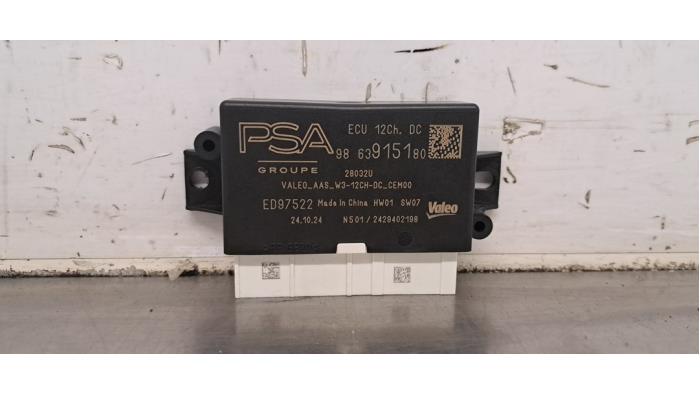 PSA
GROUPE
ECU 12Ch. DC
98 639151 80
28032U
VALEO_AAS_W3-12CH-DC_CEM00
ED97522 Made in China HW01 SW07
24.10.24 NS01/2429402198
Valeo